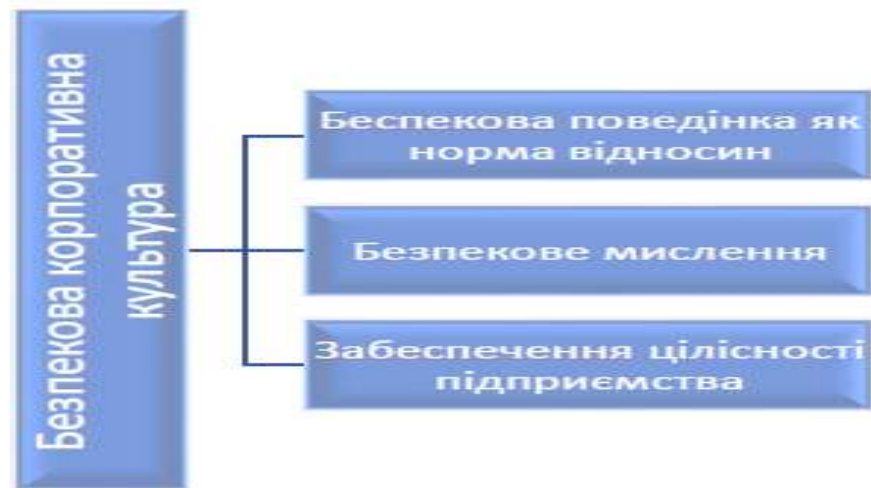 Безпекова корпоративна
культура
Беспекова поведінка як
норма відносин
Безпекове мислення
Забеспечення цілісності
підприємства